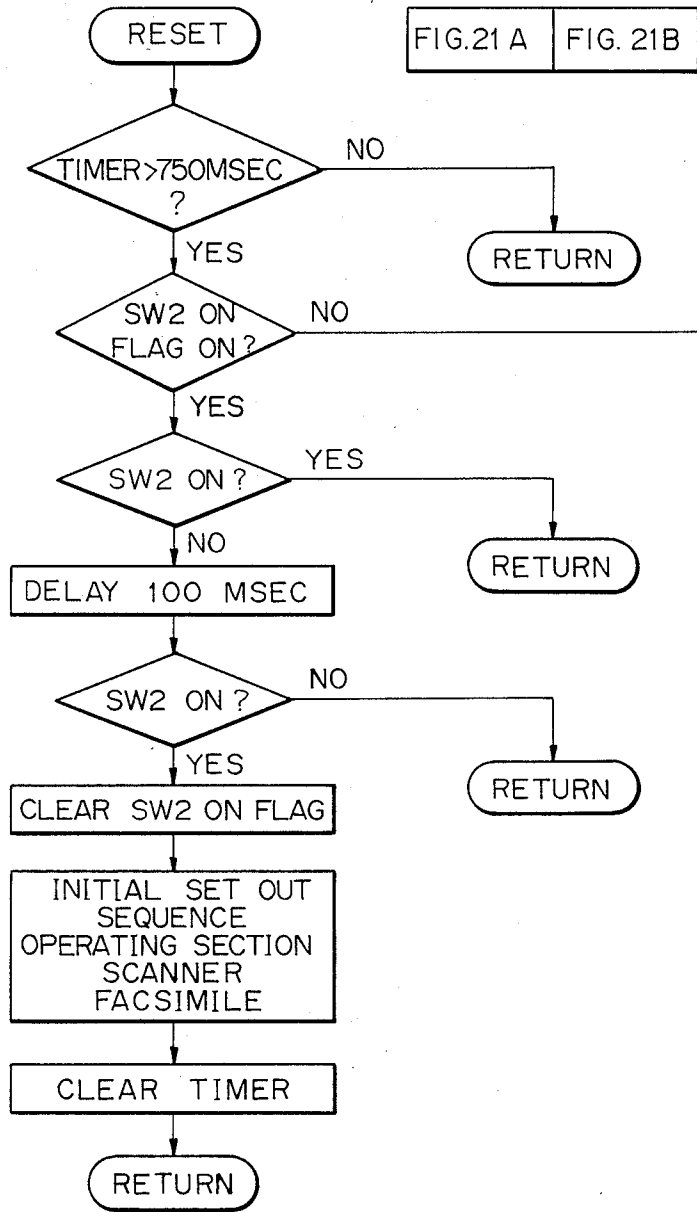 RESET
FIG.21 A
FIG. 21B
TIMER>750MSEC
?
NO
RETURN
YES
SW2 ON
FLAG ON?
NO
YES
SW2 ON?
YES
RETURN
NO
DELAY 100 MSEC
SW2 ON?
NO
RETURN
YES
CLEAR SW2 ON FLAG
INITIAL SET OUT
SEQUENCE
OPERATING SECTION
SCANNER
FACSIMILE
CLEAR TIMER
RETURN